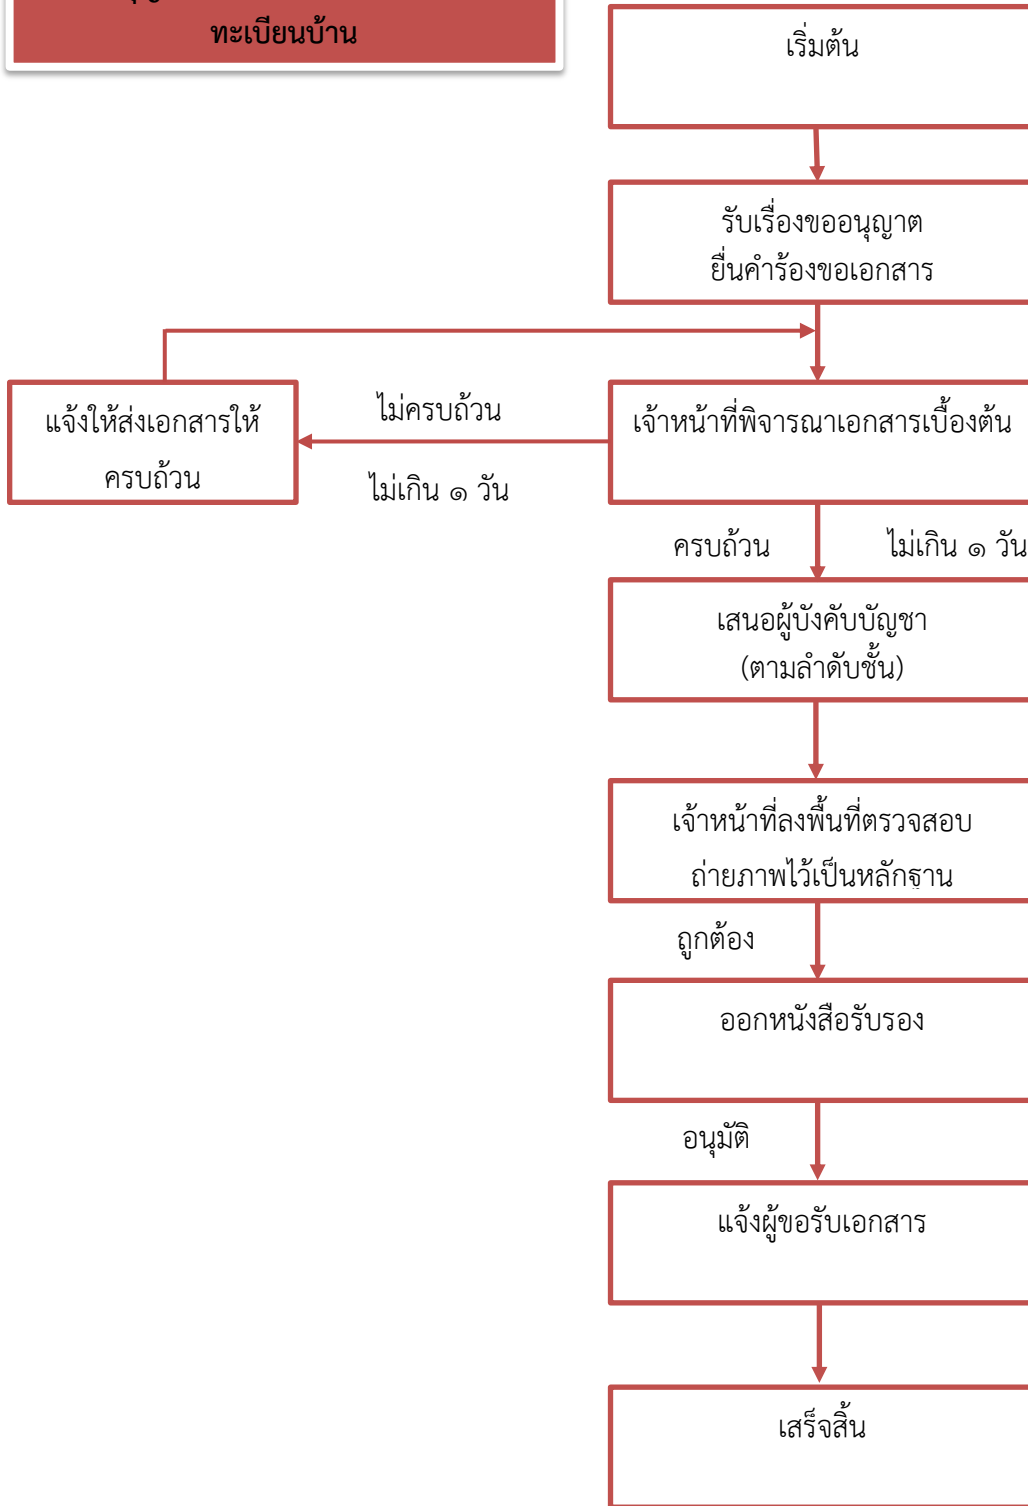 ทะเบียนบ้าน
เริ่มต้น
รับเรื่องขออนุญาต
ยื่นคำร้องขอเอกสาร
แจ้งให้ส่งเอกสารให้
ครบถ้วน
ไม่ครบถ้วน
ไม่เกิน ๑ วัน
เจ้าหน้าที่พิจารณาเอกสารเบื้องต้น
ครบถ้วน
ไม่เกิน ๑ วัน
เสนอผู้บังคับบัญชา
(ตามลำดับชั้น)
เจ้าหน้าที่ลงพื้นที่ตรวจสอบ
ถ่ายภาพไว้เป็นหลักฐาน
ถูกต้อง
ออกหนังสือรับรอง
อนุมัติ
แจ้งผู้ขอรับเอกสาร
เสร็จสิ้น